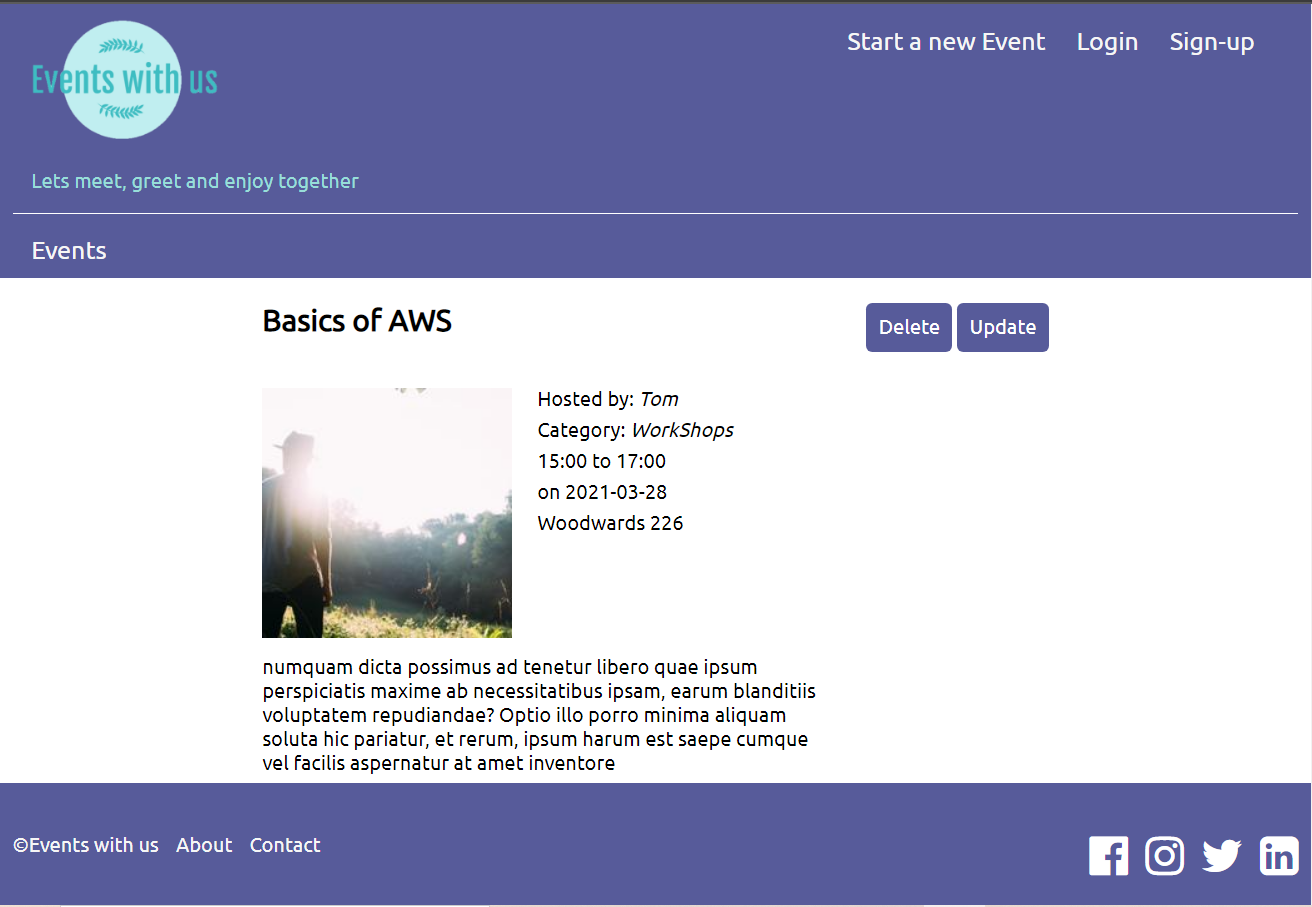 Events with us
Start a new Event
Login
Sign-up
Lets meet, greet and enjoy together
Events
Basics of AWS
Delete
Update
Hosted by: Tom
Category: WorkShops
15:00 to 17:00
on 2021-03-28
Woodwards 226
numquam dicta possimus ad tenetur libero quae ipsum
perspiciatis maxime ab necessitatibus ipsam, earum blanditiis
voluptatem repudiandae? Optio illo porro minima aliquam
soluta hic pariatur, et rerum, ipsum harum est saepe cumque
vel facilis aspernatur at amet inventore
©Events with us
About
Contact